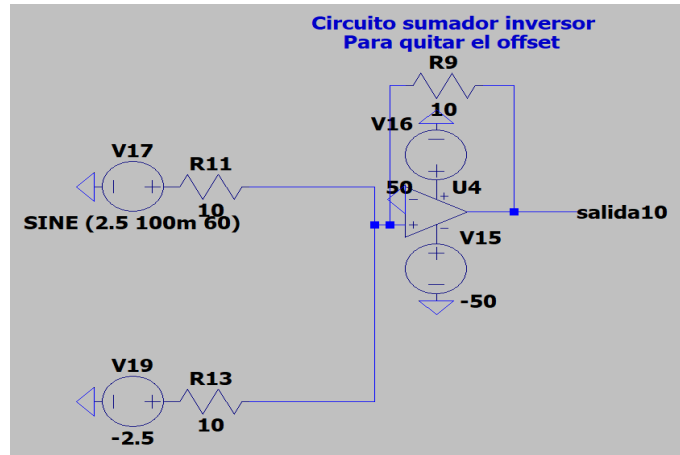 Circuito sumador inversor
Para quitar el offset
R9
10
V16
50
U4
V17
R11
10
SINE (2.5 100m 60)
salida10
V15
-50
V19
R13
10
-2.5